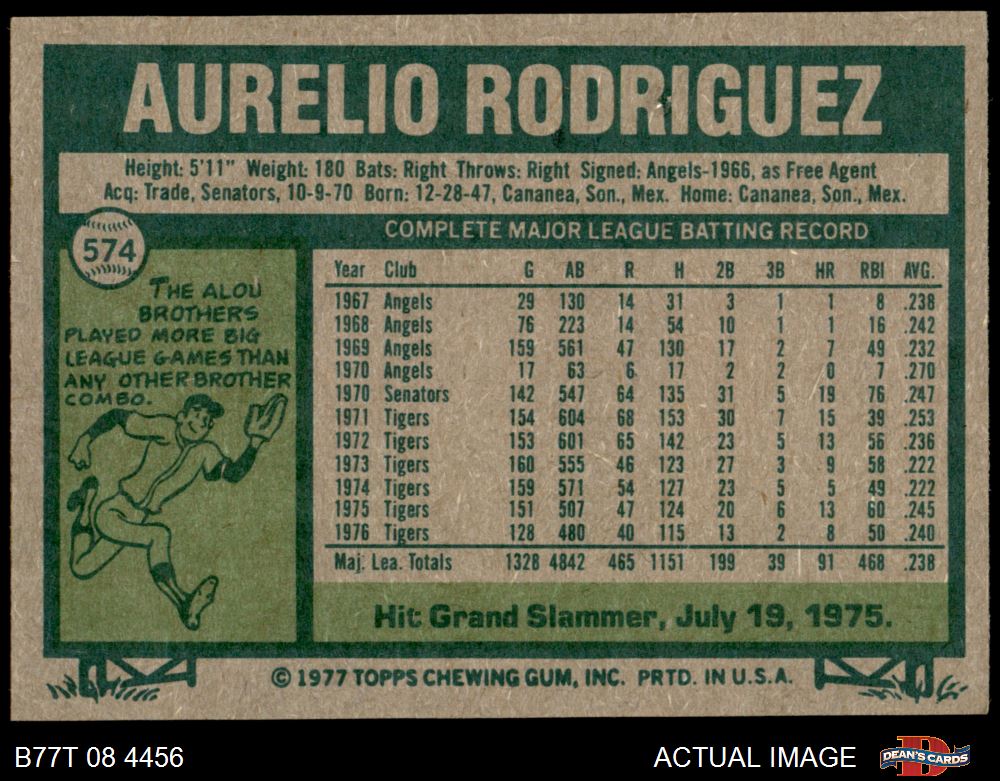 AURELIO RODRIGUEZ
Height: 5'11" Weight: 180 Bats: Right Throws: Right Signed: Angels-1966, as Free Agent
Acq: Trade, Senators, 10-9-70 Born: 12-28-47, Cananea, Son., Mex. Home: Cananea, Son., Mex.
574
THE ALOU
BROTHERS
PLAYED MORE BIG
LEAGUE GAMES THAN
ANY OTHER BROTHER
COMBO.
COMPLETE MAJOR LEAGUE BATTING RECORD
Year Club G AB R H 2B 3B HR RBI AVG.
1967 Angels 29 130 14 31 3 1 1 8 .238
1968 Angels 76 223 14 54 10 1 1 16 .242
1969 Angels 159 561 47 130 17 2 7 49 .232
1970 Angels 17 63 6 17 2 2 0 7 .270
1970 Senators 142 547 64 135 31 5 19 76 .247
1971 Tigers 154 604 68 153 30 7 15 39 .253
1972 Tigers 153 601 65 142 23 5 13 56 .236
1973 Tigers 160 555 46 123 27 3 9 58 .222
1974 Tigers 159 571 54 127 23 5 5 49 .222
1975 Tigers 151 507 47 124 20 6 13 60 .245
1976 Tigers 128 480 40 115 13 2 8 50 .240
Maj. Lea. Totals 1328 4842 465 1151 199 39 91 468 .238
Hit Grand Slammer, July 19, 1975.
© 1977 TOPPS CHEWING GUM, INC. PRTD. IN U.S.A.
B77T 08 4456
ACTUAL IMAGE
D
DEAN'S CARDS